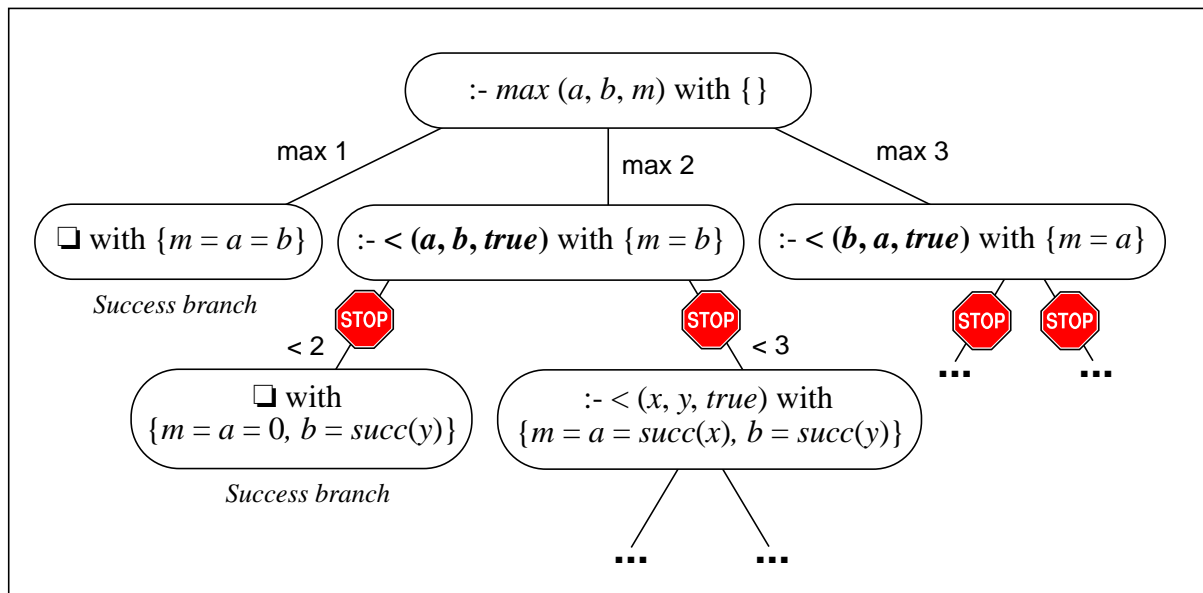 :- max (a, b, m) with {}
max 1
max 2
max 3
❏ with {m = a = b}
:- < (a, b, true) with {m = b}
:- < (b, a, true) with {m = a}
Success branch
STOP
STOP
STOP
STOP
< 2
< 3
...
...
❏ with
{m = a = 0, b = succ(y)}
:- < (x, y, true) with
{m = a = succ(x), b = succ(y)}
Success branch
...
...